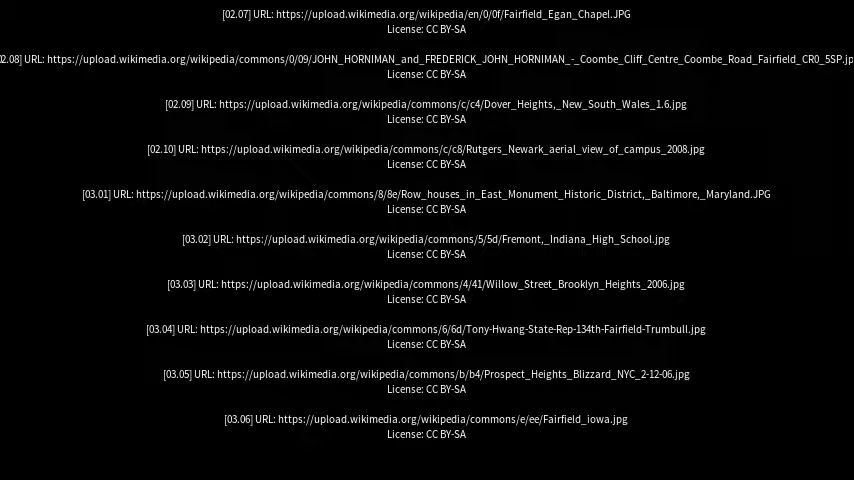 [02.07] URL: https://upload.wikimedia.org/wikipedia/en/0/0f/Fairfield_Egan_Chapel.JPG
License: CC BY-SA
2.08] URL: https://upload.wikimedia.org/wikipedia/commons/0/09/JOHN_HORNIMAN_and_FREDERICK_JOHN_HORNIMAN_-_Coombe_Cliff_Centre_Coombe_Road_Fairfield_CR0_5SP.jp
License: CC BY-SA
[02.09] URL: https://upload.wikimedia.org/wikipedia/commons/c/c4/Dover_Heights,_New_South_Wales_1.6.jpg
License: CC BY-SA
[02.10] URL: https://upload.wikimedia.org/wikipedia/commons/c/c8/Rutgers_Newark_aerial_view_of_campus_2008.jpg
License: CC BY-SA
[03.01] URL: https://upload.wikimedia.org/wikipedia/commons/8/8e/Row_houses_in_East_Monument_Historic_District,_Baltimore,_Maryland.JPG
License: CC BY-SA
[03.02] URL: https://upload.wikimedia.org/wikipedia/commons/5/5d/Fremont,_Indiana_High_School.jpg
License: CC BY-SA
[03.03] URL: https://upload.wikimedia.org/wikipedia/commons/4/41/Willow_Street_Brooklyn_Heights_2006.jpg
License: CC BY-SA
[03.04] URL: https://upload.wikimedia.org/wikipedia/commons/6/6d/Tony-Hwang-State-Rep-134th-Fairfield-Trumbull.jpg
License: CC BY-SA
[03.05] URL: https://upload.wikimedia.org/wikipedia/commons/b/b4/Prospect_Heights_Blizzard_NYC_2-12-06.jpg
License: CC BY-SA
[03.06] URL: https://upload.wikimedia.org/wikipedia/commons/e/ee/Fairfield_iowa.jpg
License: CC BY-SA